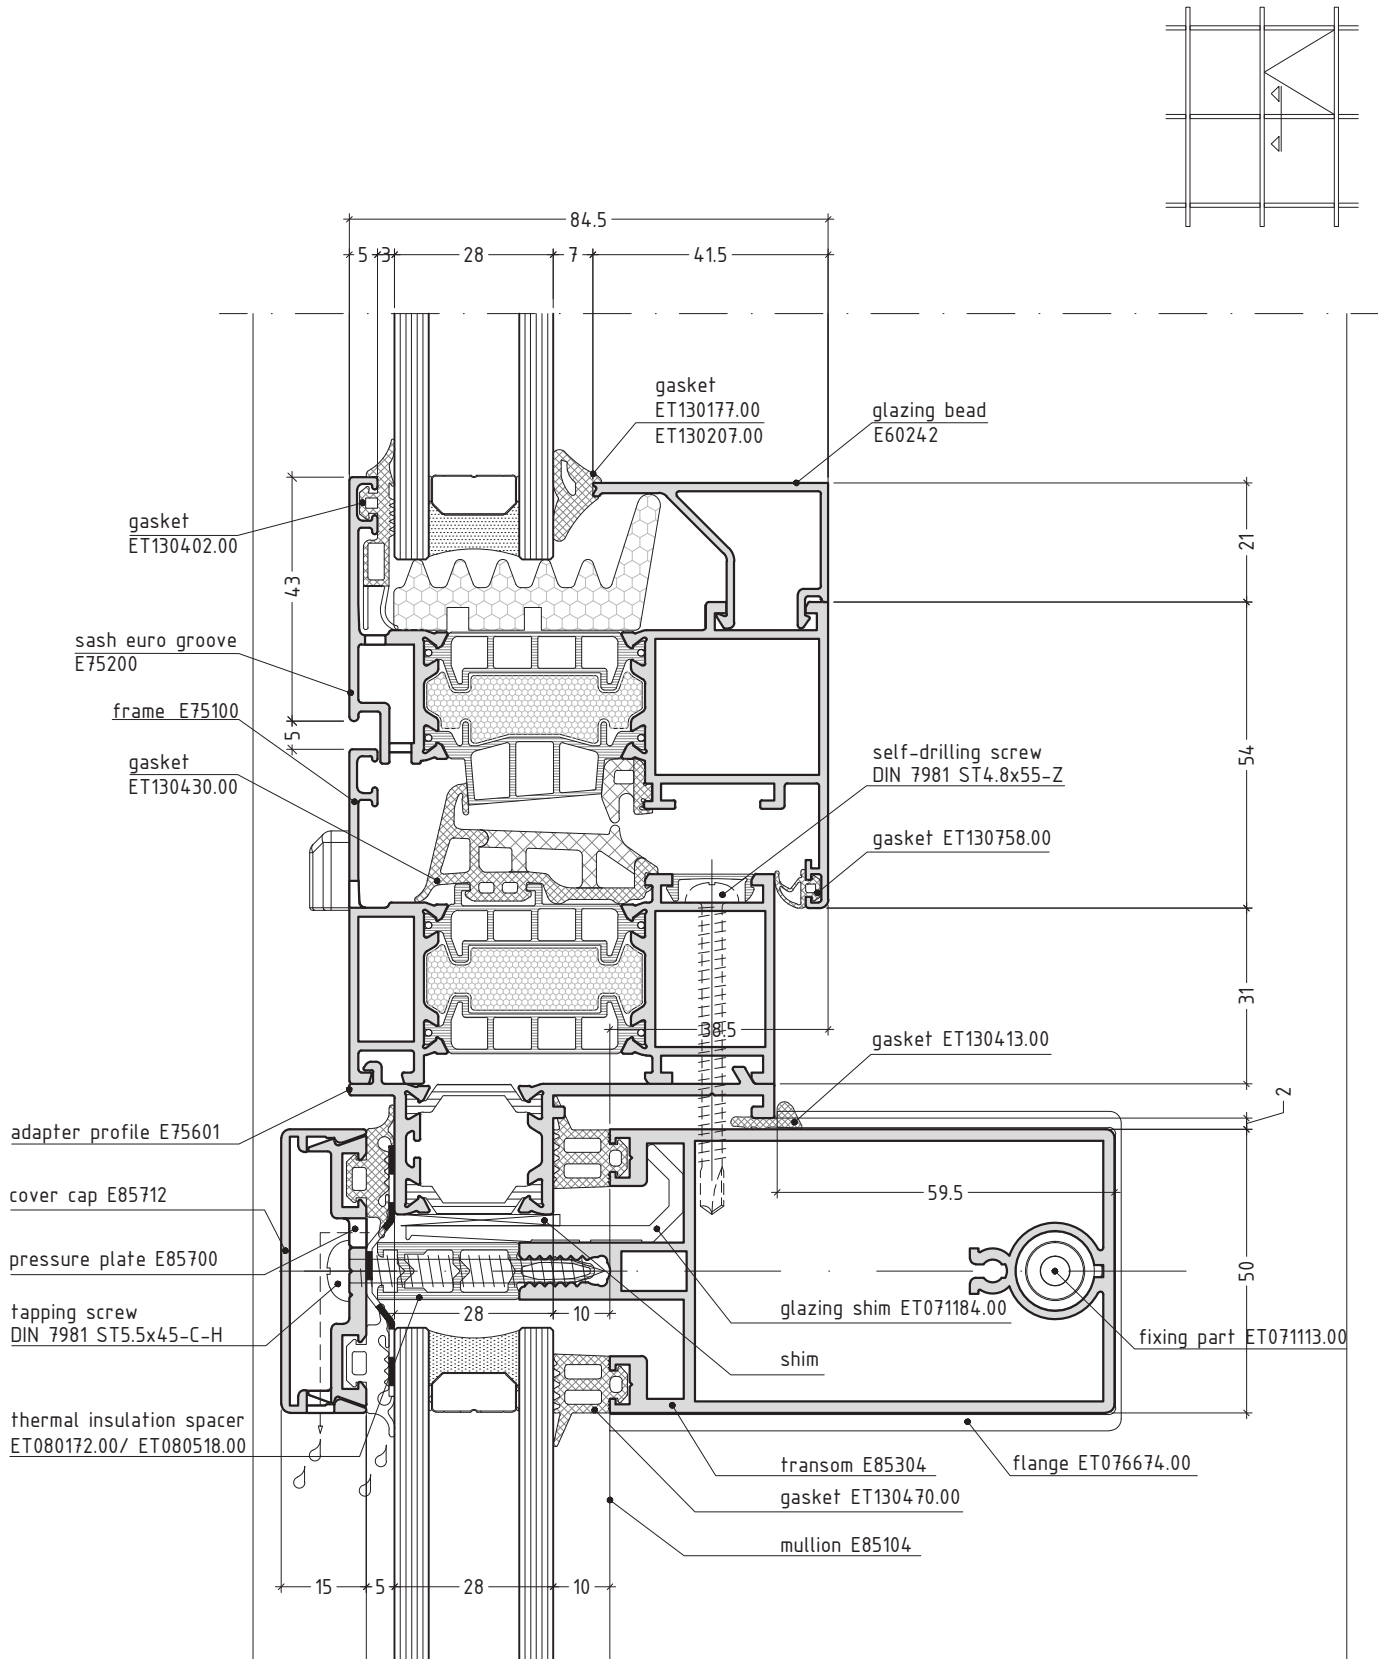 84.5
5
3
28
7
41.5
gasket
ET130177.00
ET130207.00
glazing bead
E60242
gasket
ET130402.00
43
21
sash euro groove
E75200
frame E75100
5
gasket
ET130430.00
self-drilling screw
DIN 7981 ST4.8x55-Z
54
gasket ET130758.00
31
38.5
gasket ET130413.00
2
adapter profile E75601
cover cap E85712
59.5
pressure plate E85700
50
tapping screw
DIN 7981 ST5.5x45-C-H
28
10
glazing shim ET071184.00
fixing part ET071113.00
shim
thermal insulation spacer
ET080172.00/ ET080518.00
transom E85304
flange ET076674.00
gasket ET130470.00
mullion E85104
15
5
28
10